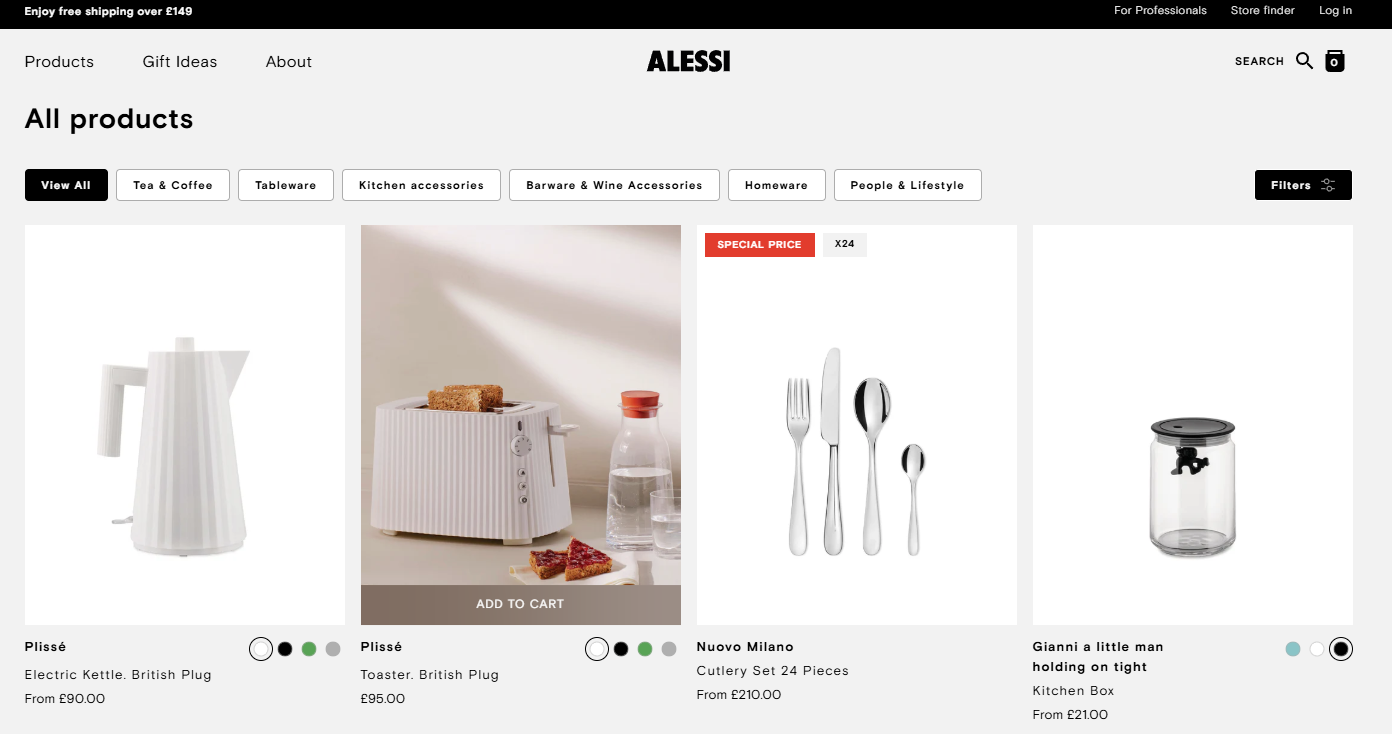 Enjoy free shipping over £149
For Professionals Store finder Log in
Products Gift Ideas About ALESSI SEARCH 0
All products
View All Tea & Coffee Tableware Kitchen accessories Barware & Wine Accessories Homeware People & Lifestyle Filters
SPECIAL PRICE X24
ADD TO CART
Plissé
Electric Kettle. British Plug
From £90.00
Plissé
Toaster. British Plug
£95.00
Nuovo Milano
Cutlery Set 24 Pieces
From £210.00
Gianni a little man
holding on tight
Kitchen Box
From £21.00